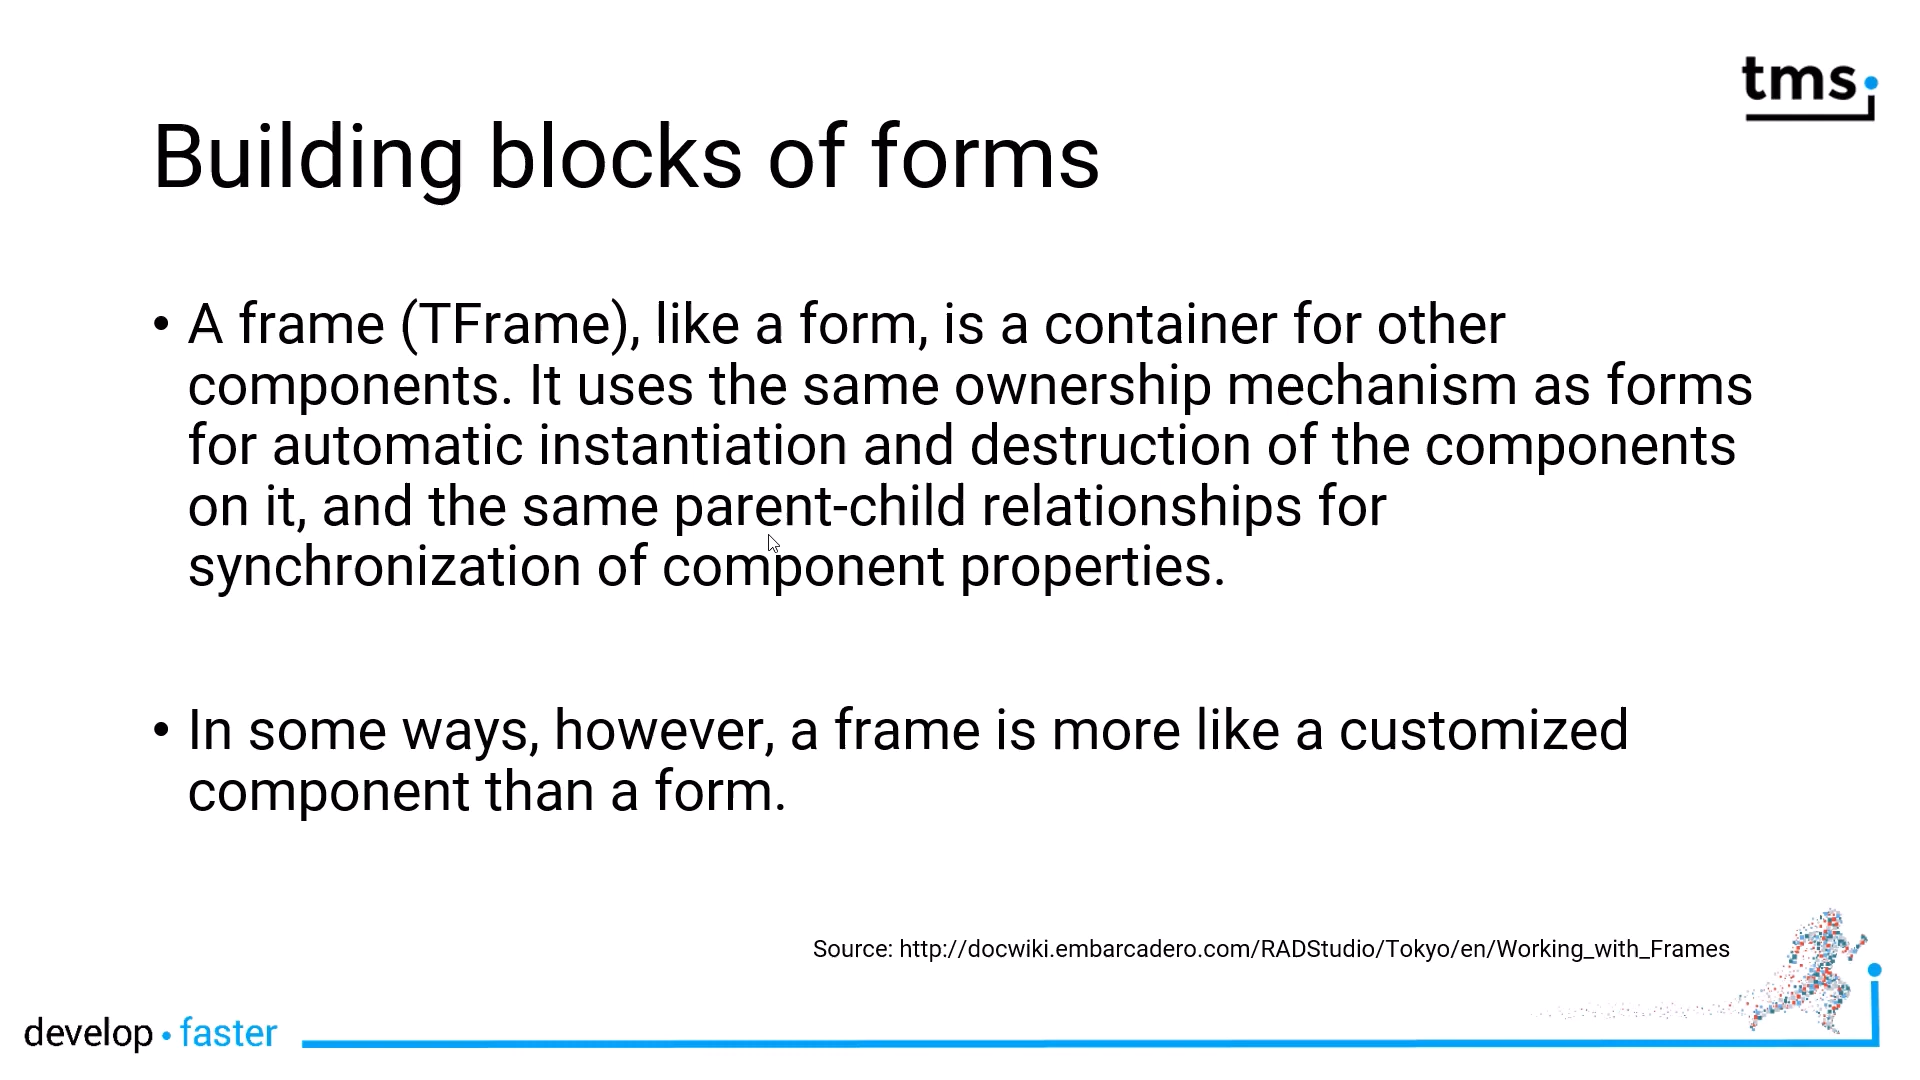 tms
Building blocks of forms
• A frame (TFrame), like a form, is a container for other
components. It uses the same ownership mechanism as forms
for automatic instantiation and destruction of the components
on it, and the same parent-child relationships for
synchronization of component properties.
• In some ways, however, a frame is more like a customized
component than a form.
Source: http://docwiki.embarcadero.com/RADStudio/Tokyo/en/Working_with_Frames
develop • faster